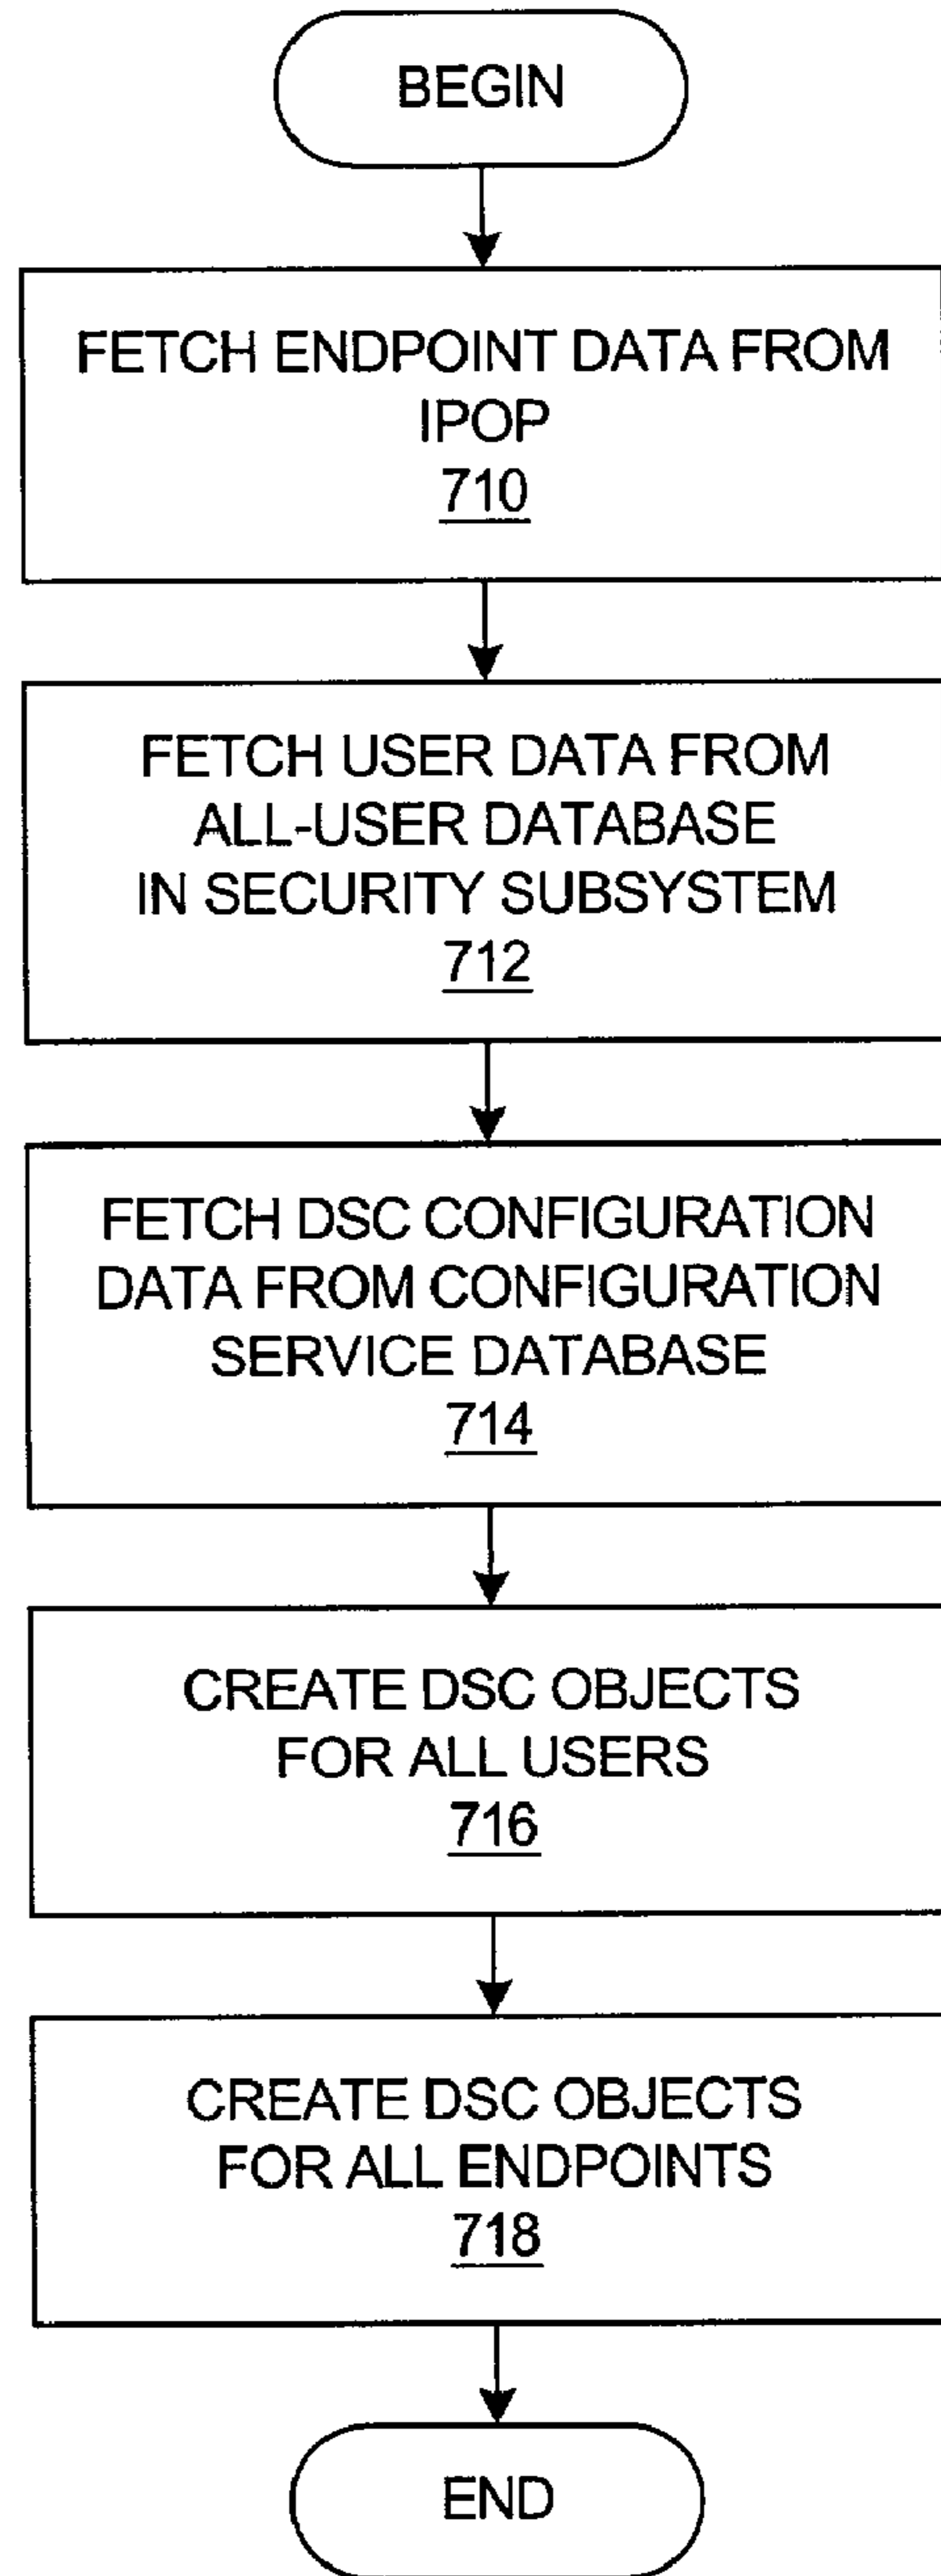 BEGIN
FETCH ENDPOINT DATA FROM
IPOP
710
FETCH USER DATA FROM
ALL-USER DATABASE
IN SECURITY SUBSYSTEM
712
FETCH DSC CONFIGURATION
DATA FROM CONFIGURATION
SERVICE DATABASE
714
CREATE DSC OBJECTS
FOR ALL USERS
716
CREATE DSC OBJECTS
FOR ALL ENDPOINTS
718
END